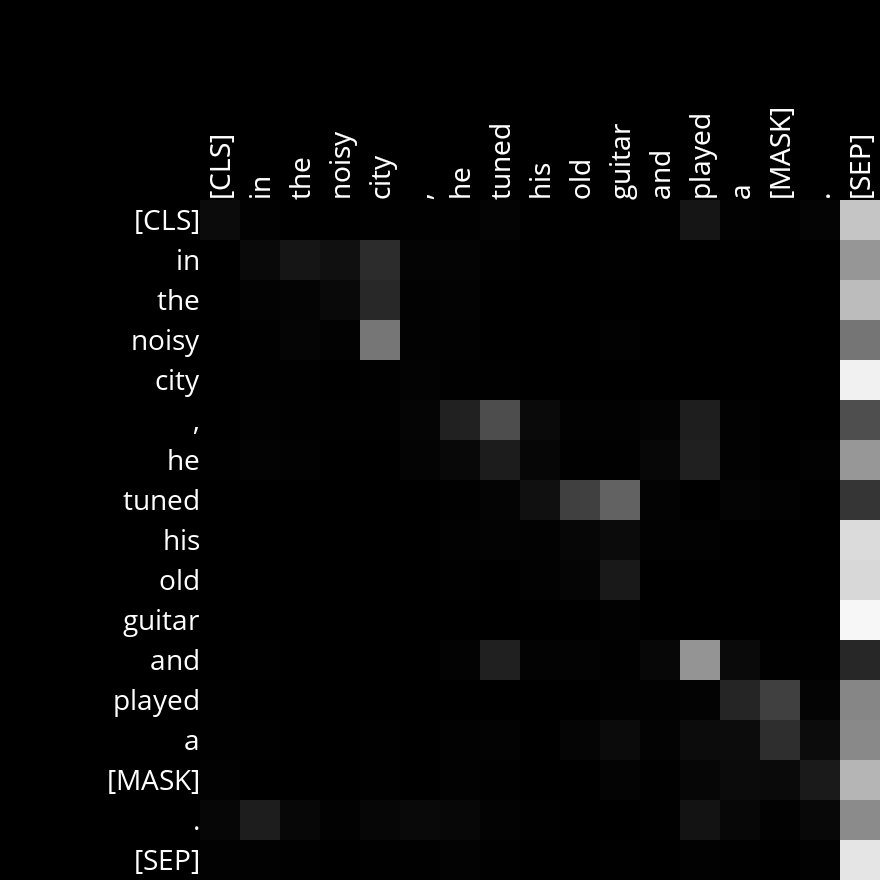 [CLS] in the noisy city , he tuned his old guitar and played a [MASK] . [SEP]
[CLS]
in
the
noisy
city
,
he
tuned
his
old
guitar
and
played
a
[MASK]
.
[SEP]